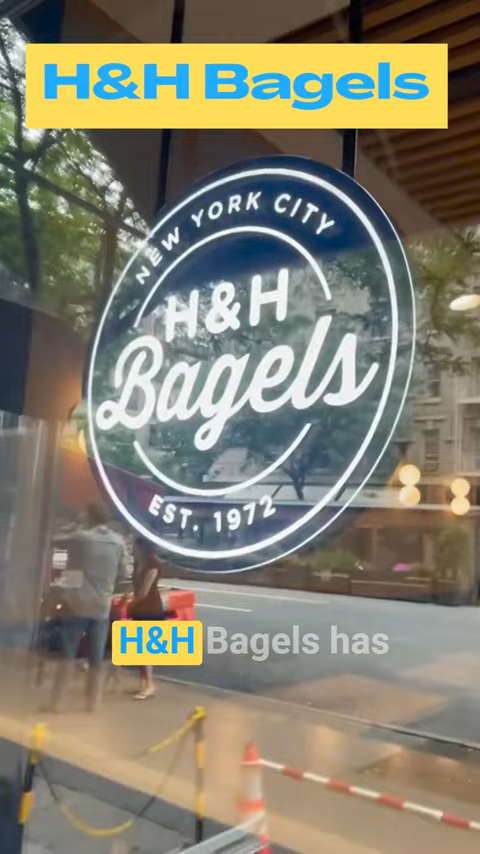 H&H Bagels
NEW YORK CITY
H&H
Bagels
EST. 1972
H&H Bagels has